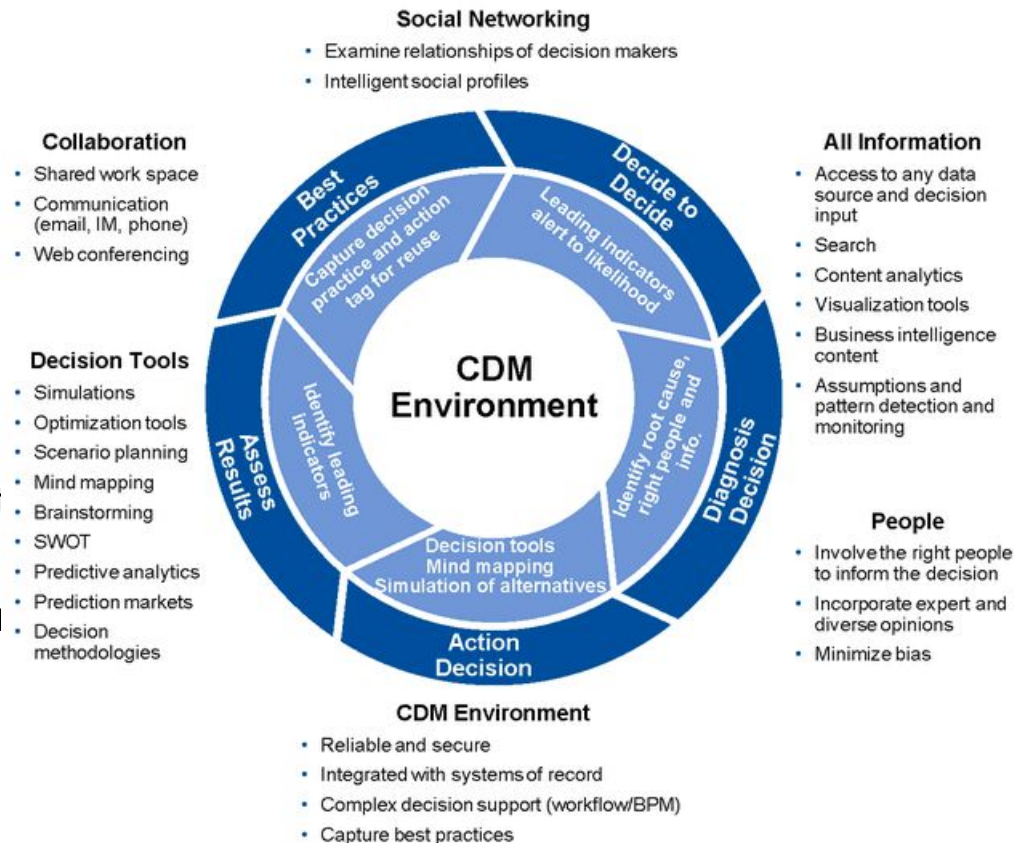 Social Networking
• Examine relationships of decision makers
• Intelligent social profiles
Collaboration
• Shared work space
• Communication
(email, IM, phone)
• Web conferencing
Decision Tools
• Simulations
• Optimization tools
• Scenario planning
• Mind mapping
• Brainstorming
• SWOT
• Predictive analytics
• Prediction markets
• Decision
methodologies
Best
Practices
Capture decision
practice and action
tag for reuse
Decide to
Decide
Leading indicators
alert to likelihood
CDM
Environment
Identify root cause,
right people and
info.
Diagnosis
Decision
Decision tools
Mind mapping
Simulation of alternatives
Action
Decision
Identify leading
indicators
Assess
Results
All Information
• Access to any data
source and decision
input
• Search
• Content analytics
• Visualization tools
• Business intelligence
content
• Assumptions and
pattern detection and
monitoring
People
• Involve the right people
to inform the decision
• Incorporate expert and
diverse opinions
• Minimize bias
CDM Environment
• Reliable and secure
• Integrated with systems of record
• Complex decision support (workflow/BPM)
• Capture best practices